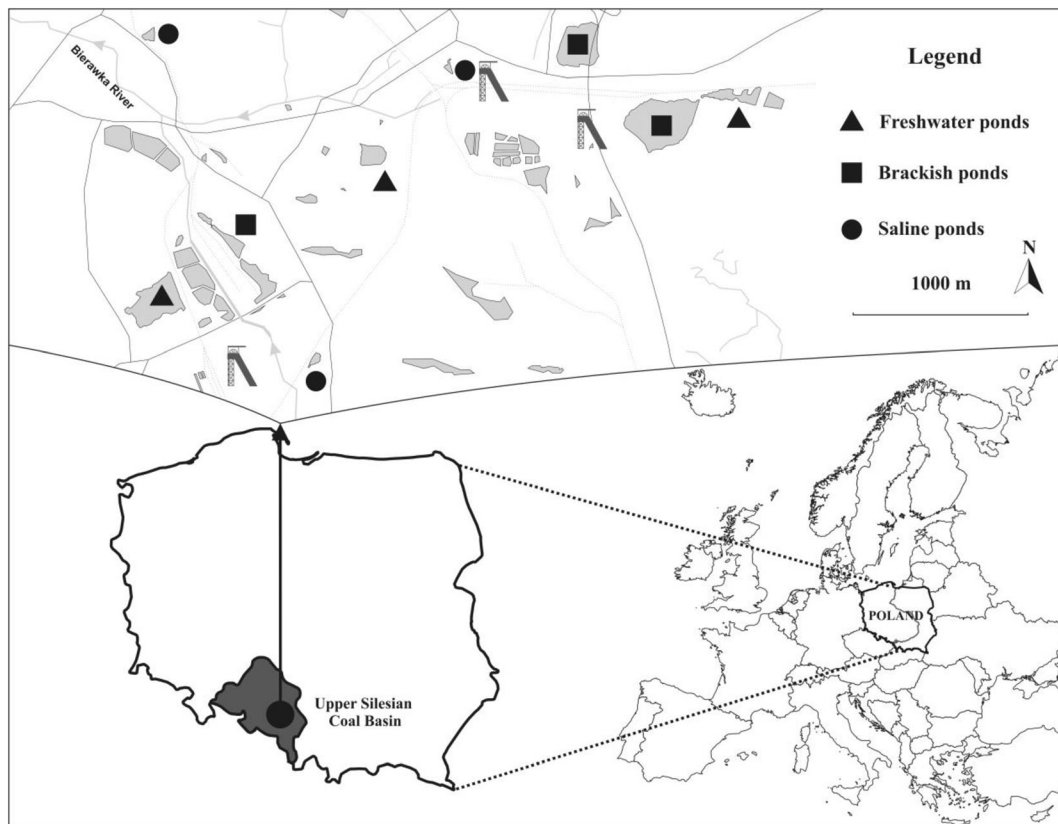 Bierawka River
Legend
Freshwater ponds
Brackish ponds
Saline ponds
N
1000 m
POLAND
Upper Silesian
Coal Basin